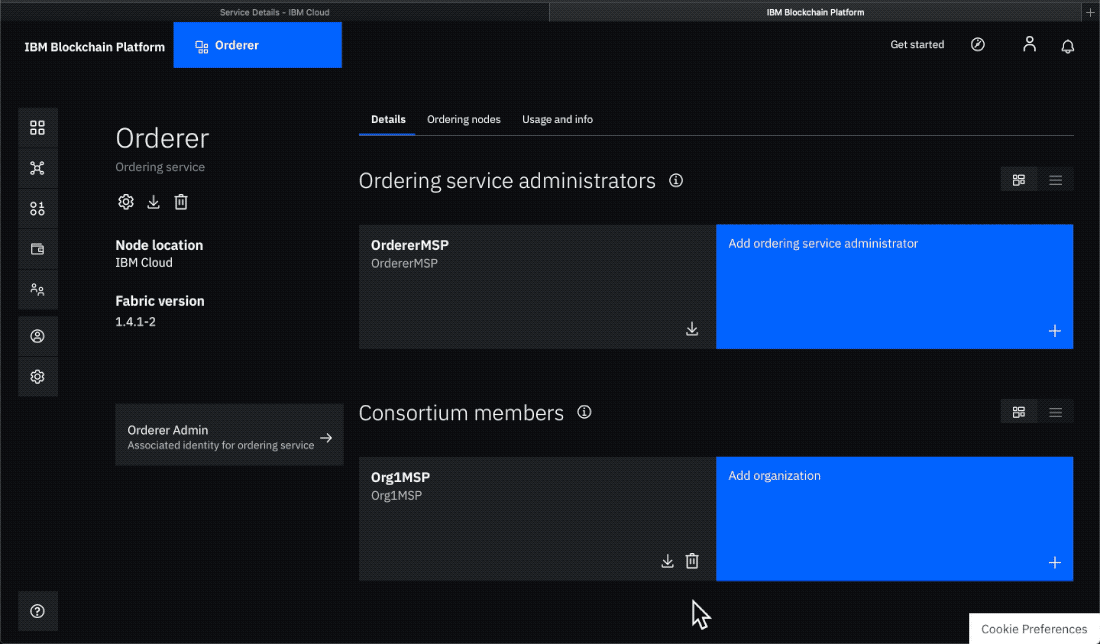 Service Details - IBM Cloud
IBM Blockchain Platform
IBM Blockchain Platform
Orderer
Get started
Orderer
Ordering service
Node location
IBM Cloud
Fabric version
1.4.1-2
Orderer Admin
Associated identity for ordering service
Details
Ordering nodes
Usage and info
Ordering service administrators
OrdererMSP
OrdererMSP
Add ordering service administrator
Consortium members
Org1MSP
Org1MSP
Add organization
Cookie Preferences